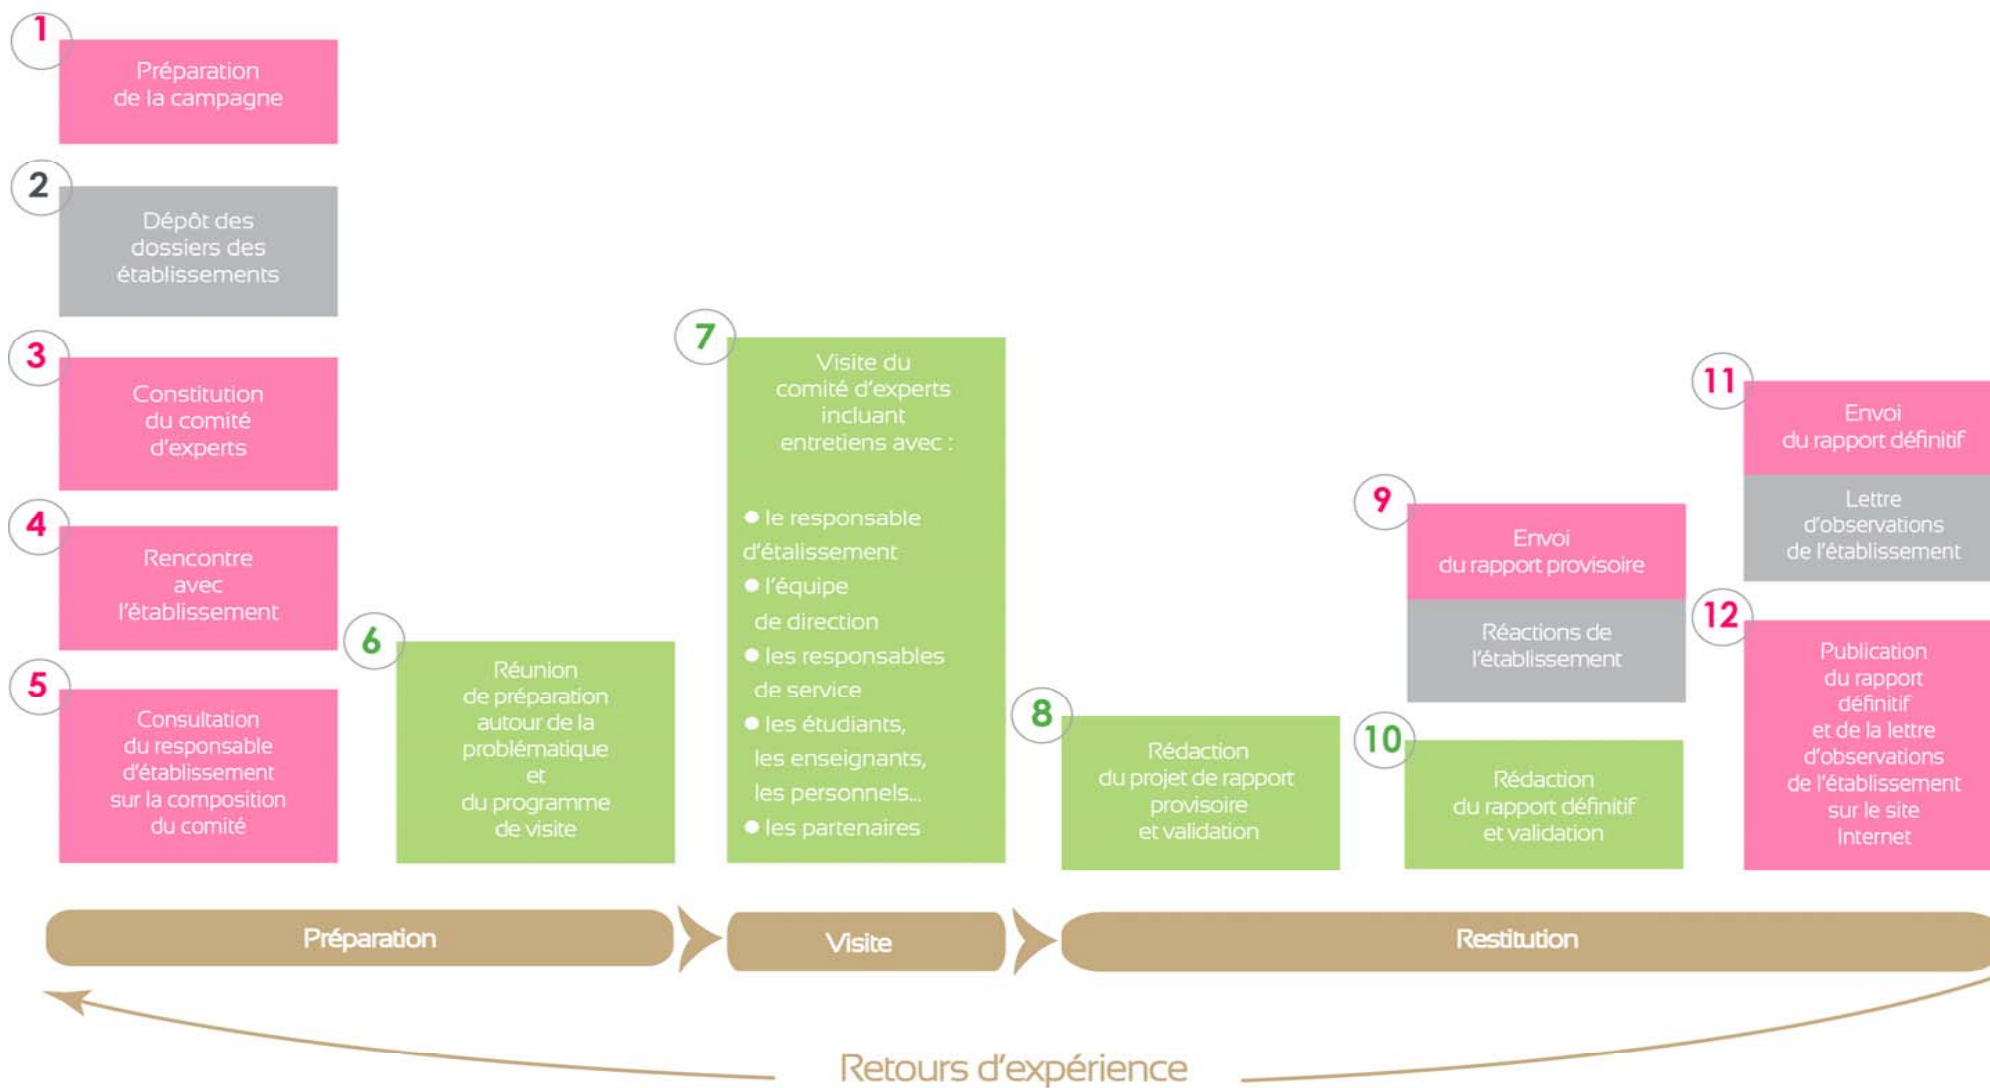 1
Préparation
de la campagne
2
Dépôt des
dossiers des
établissements
3
Constitution
du comité
d'experts
4
Rencontre
avec
l'établissement
5
Consultation
du responsable
d'établissement
sur la composition
du comité
6
Réunion
de préparation
autour de la
problématique
et
du programme
de visite
7
Visite du
comité d'experts
incluant
entretiens avec :
● le responsable
d'étalissement
● l'équipe
de direction
● les responsables
de service
● les étudiants,
les enseignants,
les personnels...
● les partenaires
8
Rédaction
du projet de rapport
provisoire
et validation
9
Envoi
du rapport provisoire
Réactions de
l'établissement
10
Rédaction
du rapport définitif
et validation
11
Envoi
du rapport définitif
Lettre
d'observations
de l'établissement
12
Publication
du rapport
définitif
et de la lettre
d'observations
de l'établissement
sur le site
Internet
Préparation
Visite
Restitution
Retours d'expérience